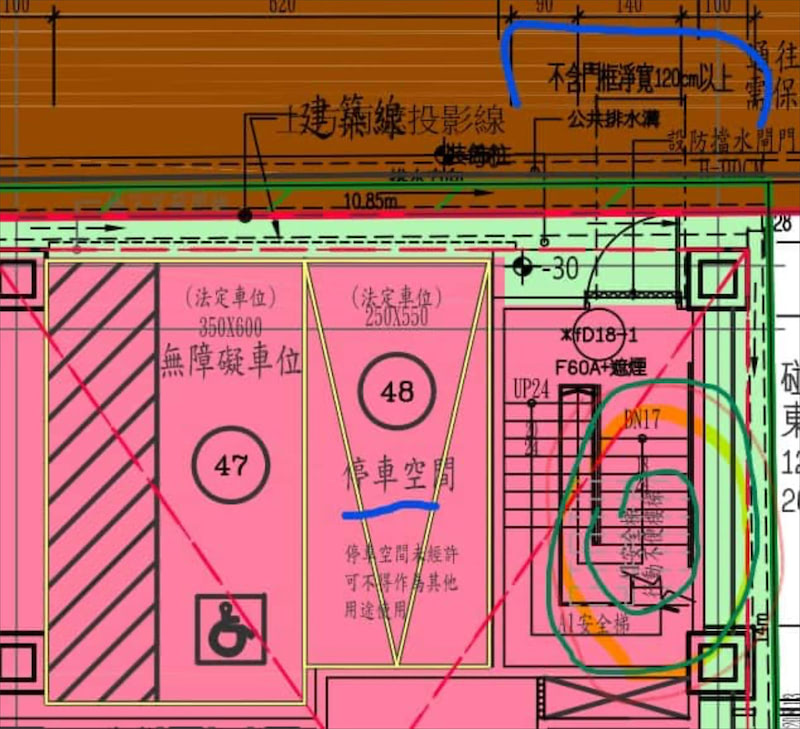 100
620
90
140
100
不含門框淨寬120cm以上
通往
需保
建築線
投影線
公共排水溝
設防擋水閘門
10.85m
28
-30
(法定車位)
350X600
無障礙車位
47
(法定車位)
250X550
48
停車空間
停車空間未經許
可不得作為其他
用途使用
fD18-1
F60A+遮煙
UP24
DN17
A1安全梯
碰
東
12
20